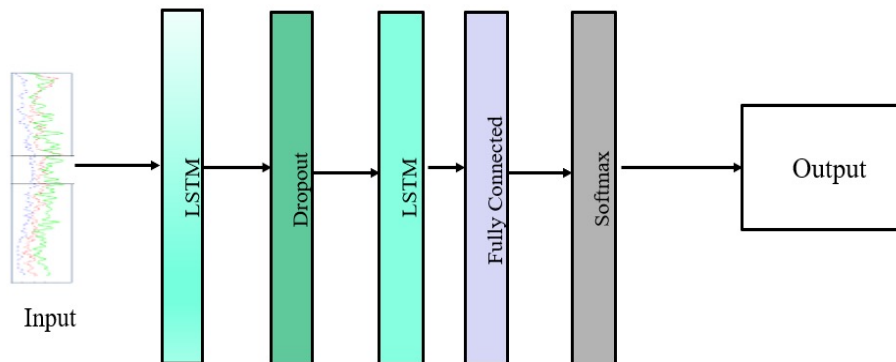 Input
LSTM
Dropout
LSTM
Fully Connected
Softmax
Output